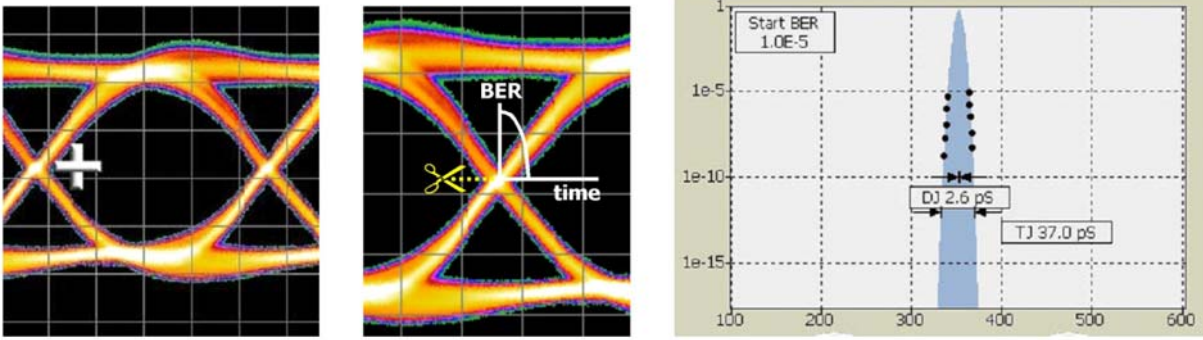 BER
time
1
Start BER
1.0E-5
1e-5
1e-10
DJ 2.6 pS
TJ 37.0 pS
1e-15
100
200
300
400
500
600